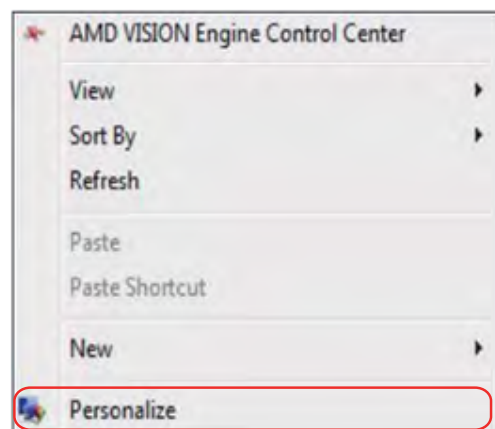 AMD VISION Engine Control Center
View
Sort By
Refresh
Paste
Paste Shortcut
New
Personalize